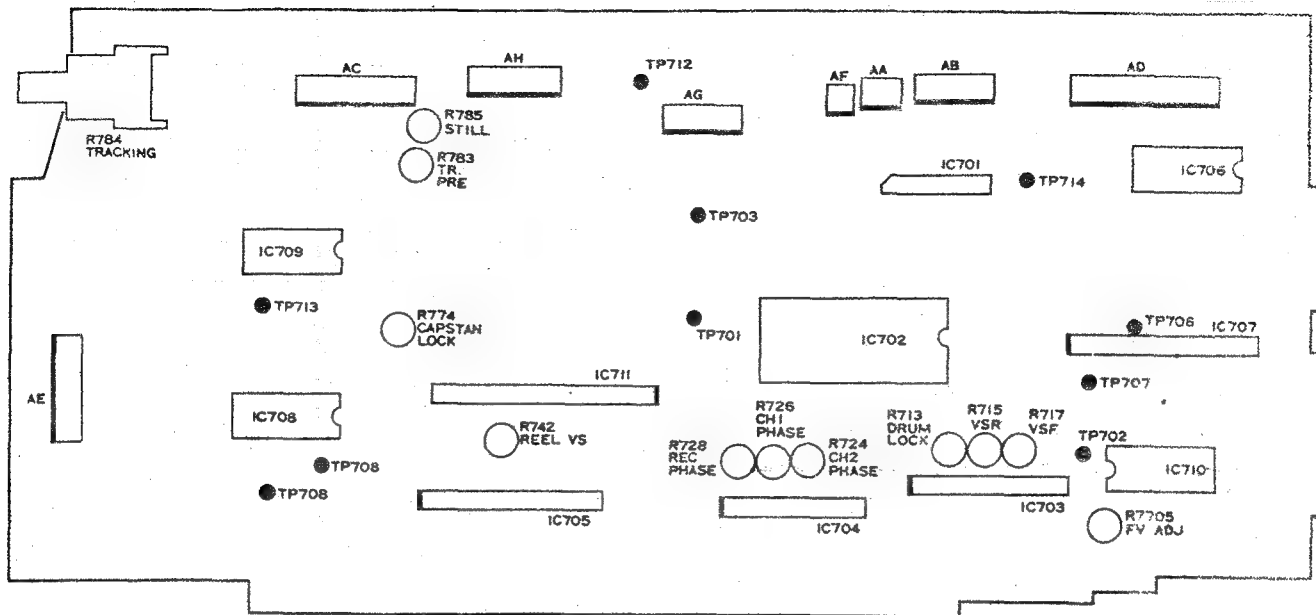 AC
AH
TP712
AF
AA
AB
AD
R785
STILL
AG
R784
TRACKING
R783
TR.
PRE
IC701
TP714
IC706
TP703
IC709
TP713
R774
CAPSTAN
LOCK
TP701
IC702
TP706
IC707
AE
IC711
TP707
IC708
R742
REEL VS
R726
CH1
PHASE
R728
REC
PHASE
R724
CH2
PHASE
R713
DRUM
LOCK
R715
VSR
R717
VSF
TP702
IC710
TP708
TP708
IC705
IC704
IC703
R7705
FV ADJ